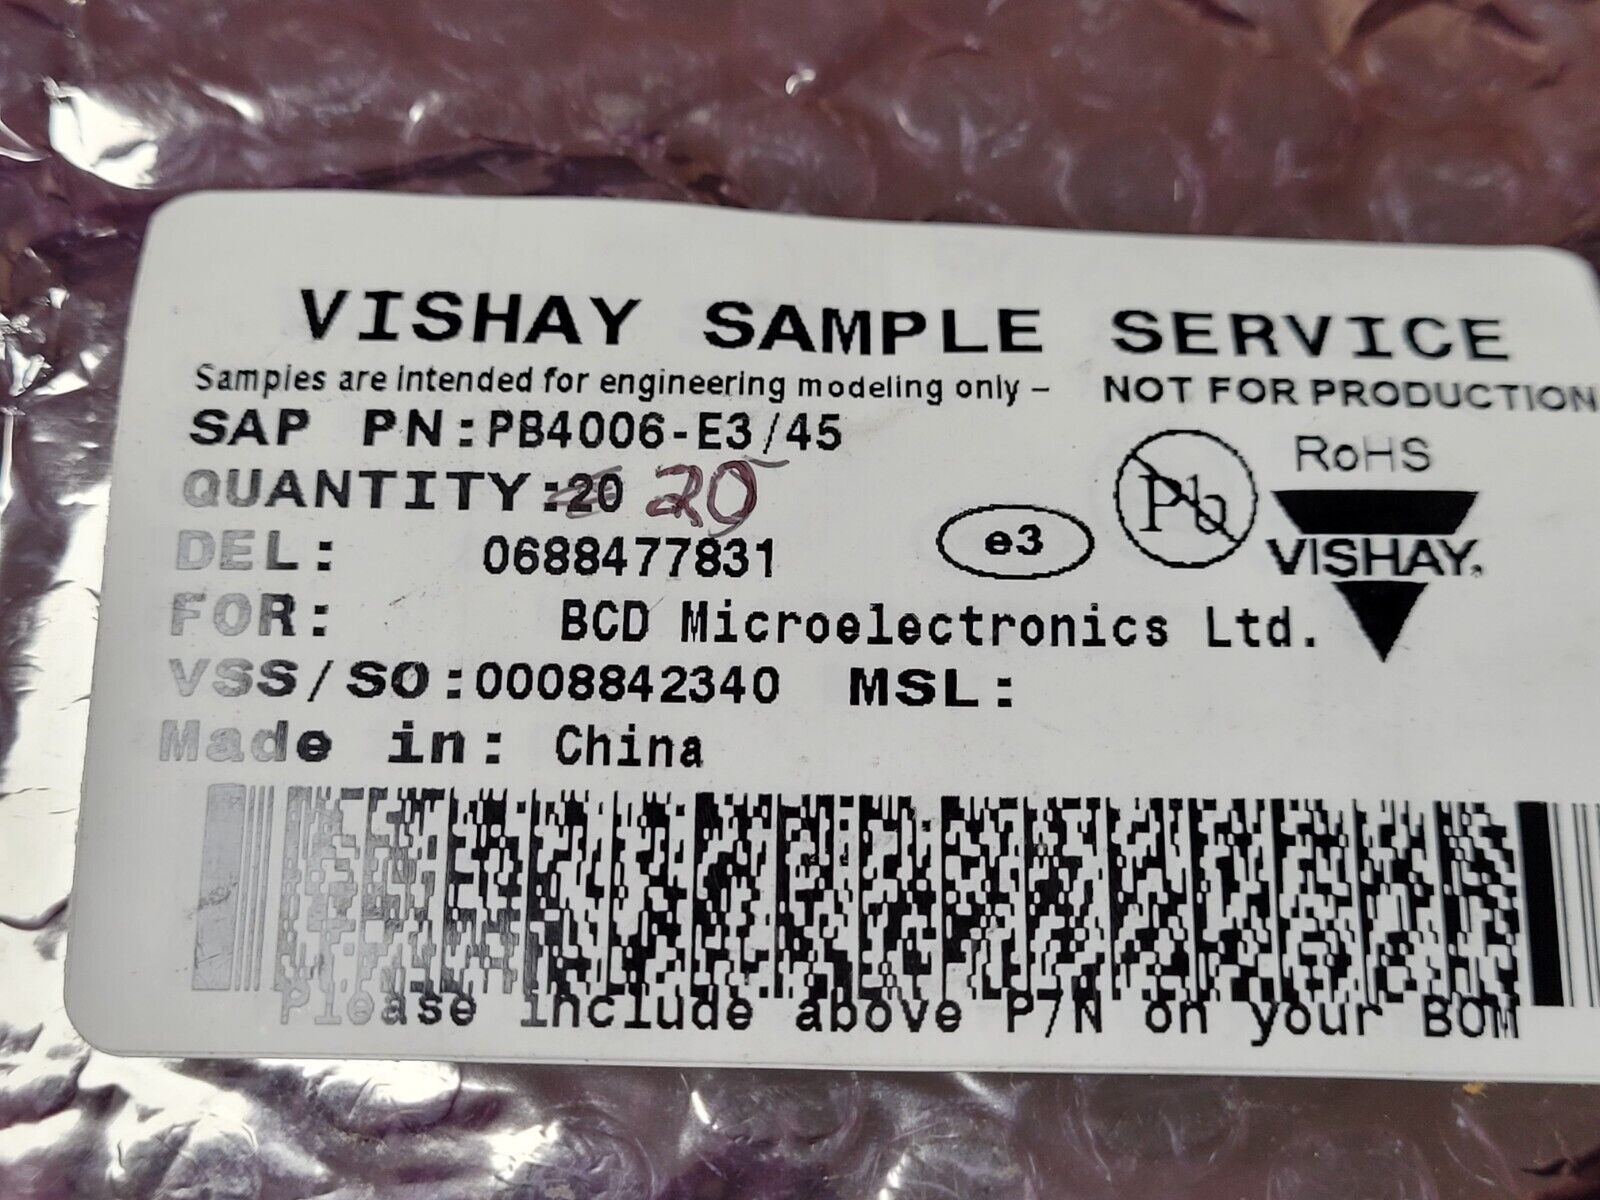 VISHAY SAMPLE SERVICE
Samples are intended for engineering modeling only – NOT FOR PRODUCTION
SAP PN:PB4006-E3/45
QUANTITY:20 20
DEL: 0688477831
FOR: BCD Microelectronics Ltd.
VSS/SO:0008842340 MSL:
Made in: China
e3
Pb
RoHS
VISHAY.
Please include above P/N on your BOM